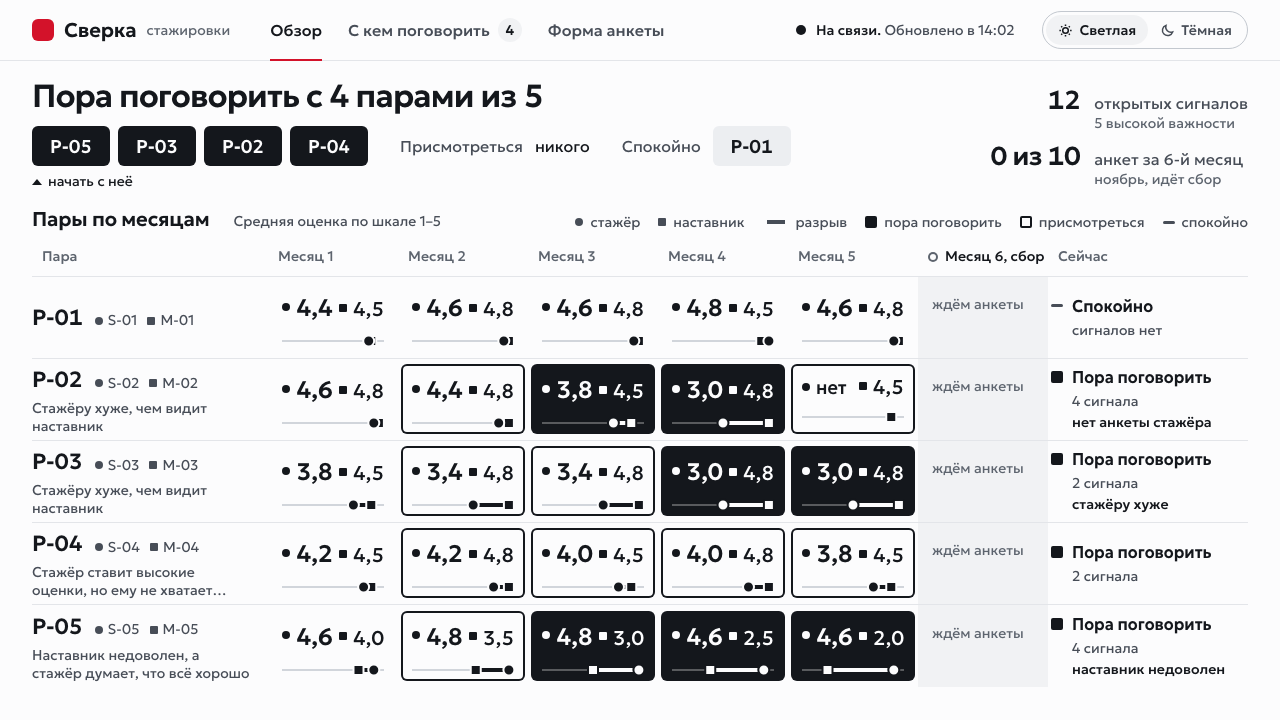 Сверка стажировки Обзор С кем поговорить 4 Форма анкеты На связи. Обновлено в 14:02 Светлая Тёмная
Пора поговорить с 4 парами из 5
12 открытых сигналов
5 высокой важности
P-05 P-03 P-02 P-04 Присмотреться никого Спокойно P-01
0 из 10 анкет за 6-й месяц
ноябрь, идёт сбор
начать с неё
Пары по месяцам Средняя оценка по шкале 1–5 стажёр наставник разрыв пора поговорить присмотреться спокойно
Пара Месяц 1 Месяц 2 Месяц 3 Месяц 4 Месяц 5 Месяц 6, сбор Сейчас
P-01 S-01 M-01 4,4 4,5 4,6 4,8 4,6 4,8 4,8 4,5 4,6 4,8 ждём анкеты Спокойно
сигналов нет
P-02 S-02 M-02 4,6 4,8 4,4 4,8 3,8 4,5 3,0 4,8 нет 4,5 ждём анкеты Пора поговорить
Стажёру хуже, чем видит
наставник
4 сигнала
нет анкеты стажёра
P-03 S-03 M-03 3,8 4,5 3,4 4,8 3,4 4,8 3,0 4,8 3,0 4,8 ждём анкеты Пора поговорить
Стажёру хуже, чем видит
наставник
2 сигнала
стажёру хуже
P-04 S-04 M-04 4,2 4,5 4,2 4,8 4,0 4,5 4,0 4,8 3,8 4,5 ждём анкеты Пора поговорить
Стажёр ставит высокие
оценки, но ему не хватает…
2 сигнала
P-05 S-05 M-05 4,6 4,0 4,8 3,5 4,8 3,0 4,6 2,5 4,6 2,0 ждём анкеты Пора поговорить
Наставник недоволен, а
стажёр думает, что всё хорошо
4 сигнала
наставник недоволен